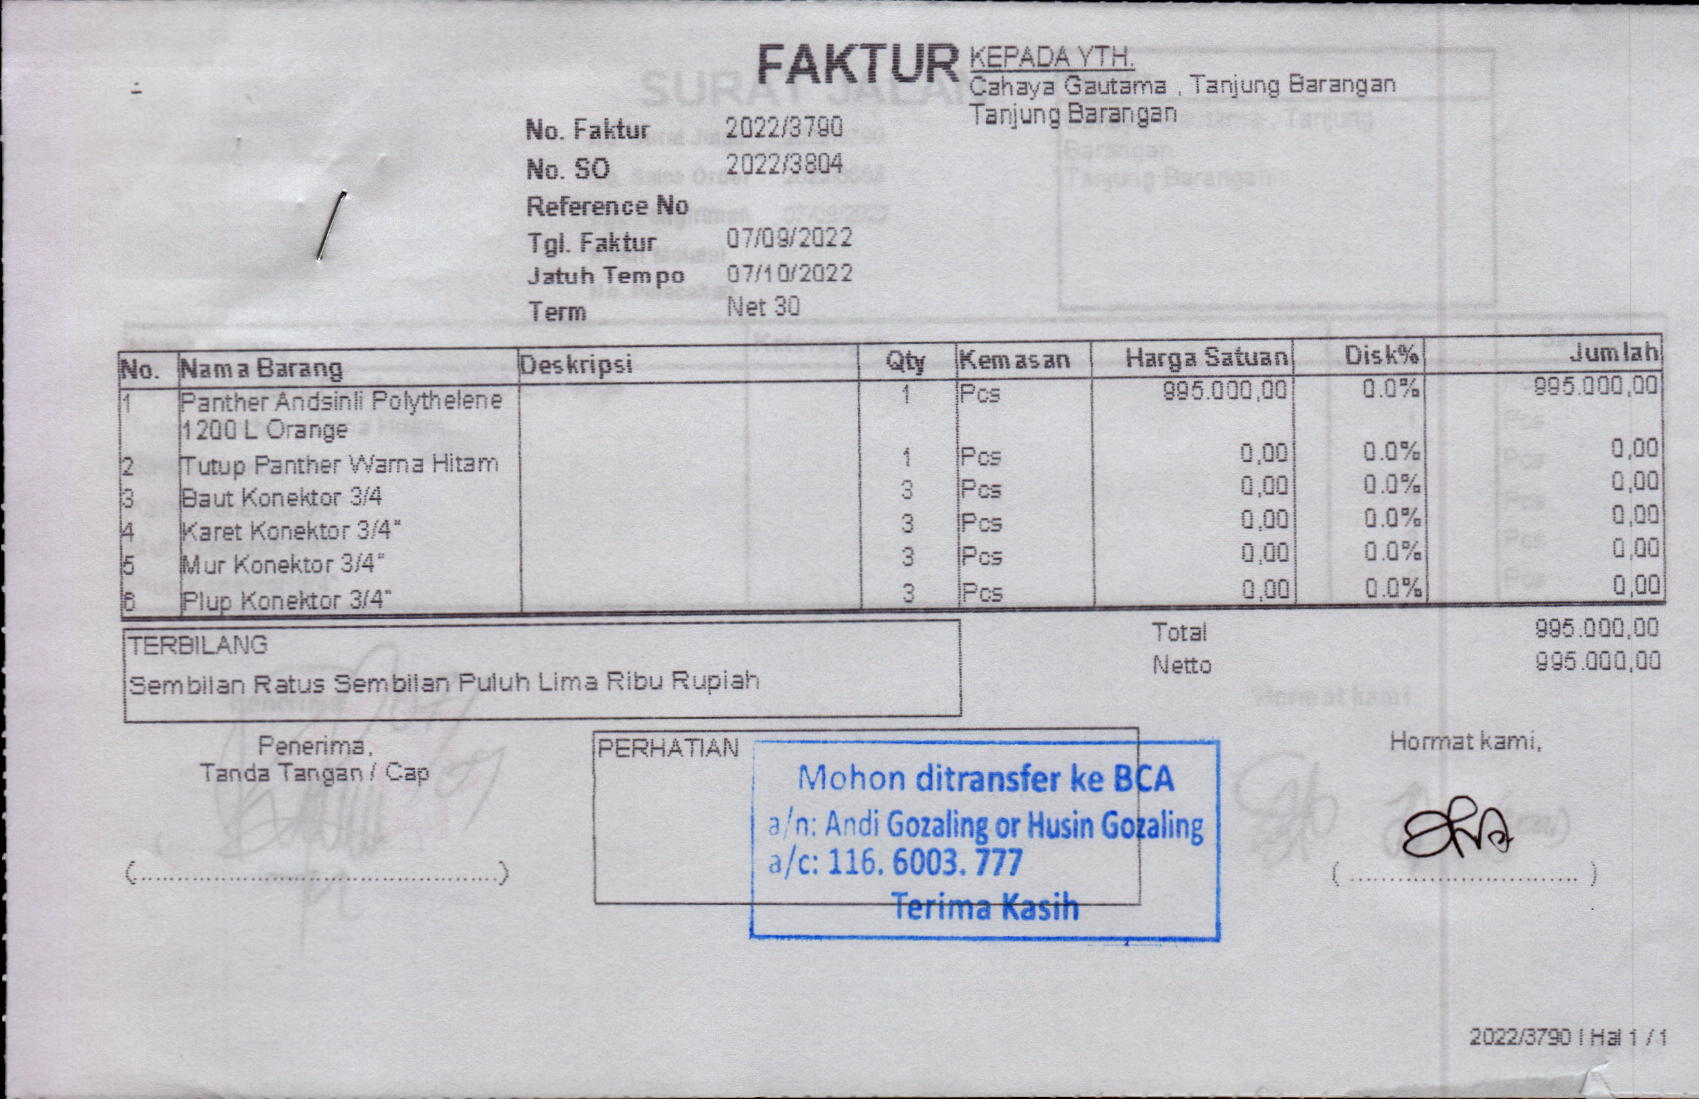 FAKTUR
KEPADA YTH.
Cahaya Gautama , Tanjung Barangan
Tanjung Barangan
No. Faktur 2022/3790
No. SO 2022/3804
Reference No
Tgl. Faktur 07/09/2022
Jatuh Tempo 07/10/2022
Term Net 30
No. Nama Barang Deskripsi Qty Kemasan Harga Satuan Disk% Jumlah
1 Panther Andsinli Polythelene 1 Pcs 995.000,00 0.0% 995.000,00
1200 L Orange
2 Tutup Panther Warna Hitam 1 Pcs 0,00 0.0% 0,00
3 Baut Konektor 3/4 3 Pcs 0,00 0.0% 0,00
4 Karet Konektor 3/4" 3 Pcs 0,00 0.0% 0,00
5 Mur Konektor 3/4" 3 Pcs 0,00 0.0% 0,00
6 Plup Konektor 3/4" 3 Pcs 0,00 0.0% 0,00
TERBILANG
Sembilan Ratus Sembilan Puluh Lima Ribu Rupiah
Total 995.000,00
Netto 995.000,00
Penerima,
Tanda Tangan / Cap
(....................................................)
PERHATIAN
Mohon ditransfer ke BCA
a/n: Andi Gozaling or Husin Gozaling
a/c: 116. 6003. 777
Terima Kasih
Hormat kami,
( ................................ )
2022/3790 | Hal 1 / 1